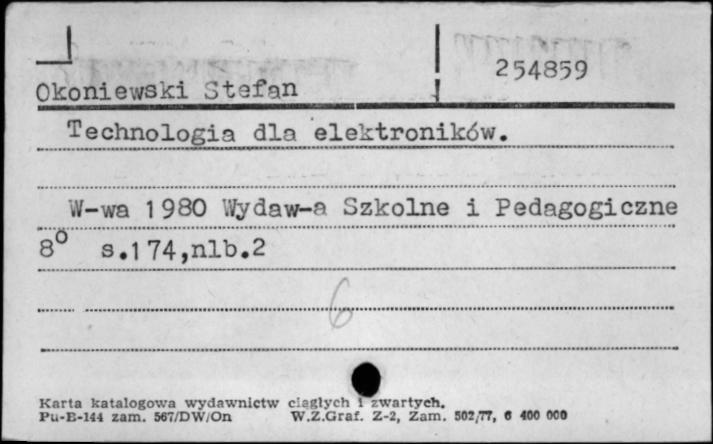 254859
Okoniewski Stefan
Technologia dla elektroników.
W-wa 1980 Wydaw-a Szkolne i Pedagogiczne
8⁰ s.174,nlb.2
6
Karta katalogowa wydawnictw ciągłych i zwartych.
Pu-B-144 zam. 567/DW/On W.Z.Graf. Z-2, Zam. 502/77, 6 400 000